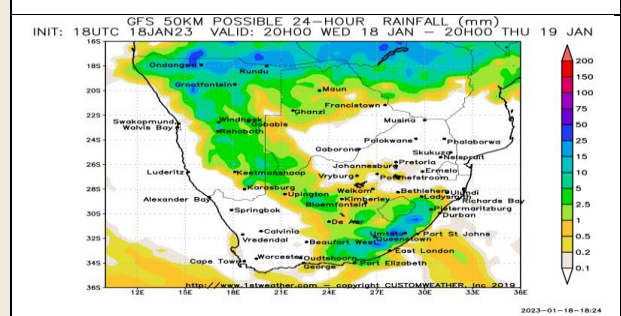 GFS 50KM POSSIBLE 24-HOUR RAINFALL (mm)
INIT: 18UTC 18JAN23 VALID: 20H00 WED 18 JAN – 20H00 THU 19 JAN
16S
18S
20S
22S
24S
26S
28S
30S
32S
34S
36S
Ondangwa
Rundu
Grootfontein
Maun
Francistown
Ghanzi
Windhoek
Gobabis
Swakopmund
Walvis Bay
Rehoboth
Musina
Polokwane
Phalaborwa
Gaborone
Skukuza
Nelspruit
Johannesburg
Pretoria
Ermelo
Luderitz
Keetmanshoop
Vryburg
Potchefstroom
Karasburg
Upington
Welkom
Bethlehem
Ulundi
Ladysmith
Kimberley
Bloemfontein
Richards Bay
Alexander Bay
Springbok
Pietermaritzburg
Durban
De Aar
Calvinia
Vredendal
Umtata
Port St Johns
Queenstown
Beaufort West
East London
Worcester
Oudtshoorn
Cape Town
George
Port Elizabeth
http://www.1stweather.com – copyright CUSTOMWEATHER, Inc 2019
12E 15E 18E 21E 24E 27E 30E 33E 36E
200
150
100
75
50
25
15
10
5
2.5
1
0.5
0.2
0.1
2023-01-18-18:24